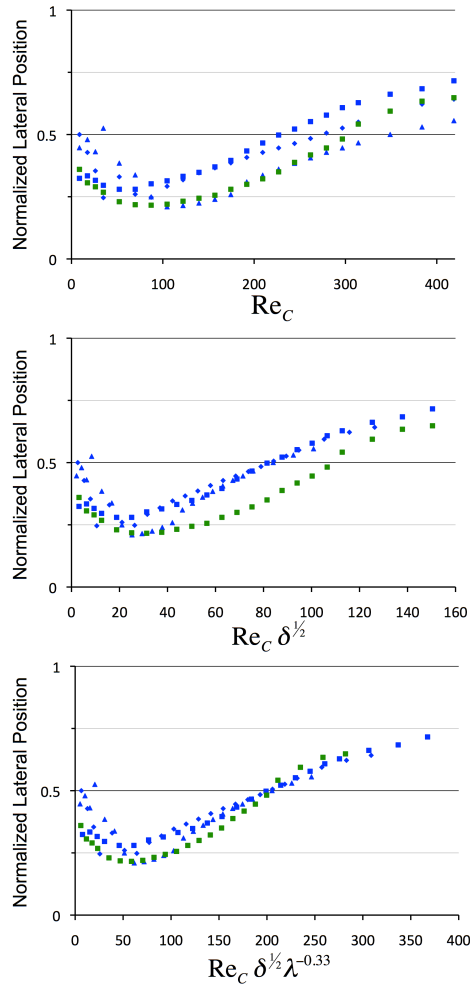 1
Normalized Lateral Position
0.5
0
0 100 200 300 400
Re_C
1
Normalized Lateral Position
0.5
0
0 20 40 60 80 100 120 140 160
Re_C δ^½
1
Normalized Lateral Position
0.5
0
0 50 100 150 200 250 300 350 400
Re_C δ^½ λ^−0.33